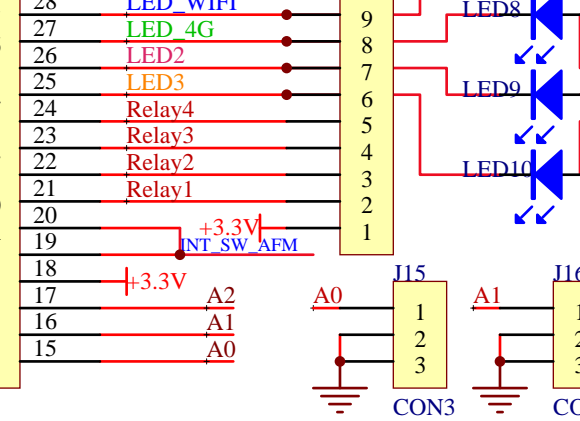 28 LED_WIFI 9 LED8
27 LED_4G 8
26 LED2 7
25 LED3 6 LED9
24 Relay4 5
23 Relay3 4
22 Relay2 3 LED10
21 Relay1 2
20 +3.3V 1
19 INT_SW_AFM
18 +3.3V J15 J16
17 A2 A0 1 A1 1
16 A1 2 2
15 A0 3 3
CON3 CO